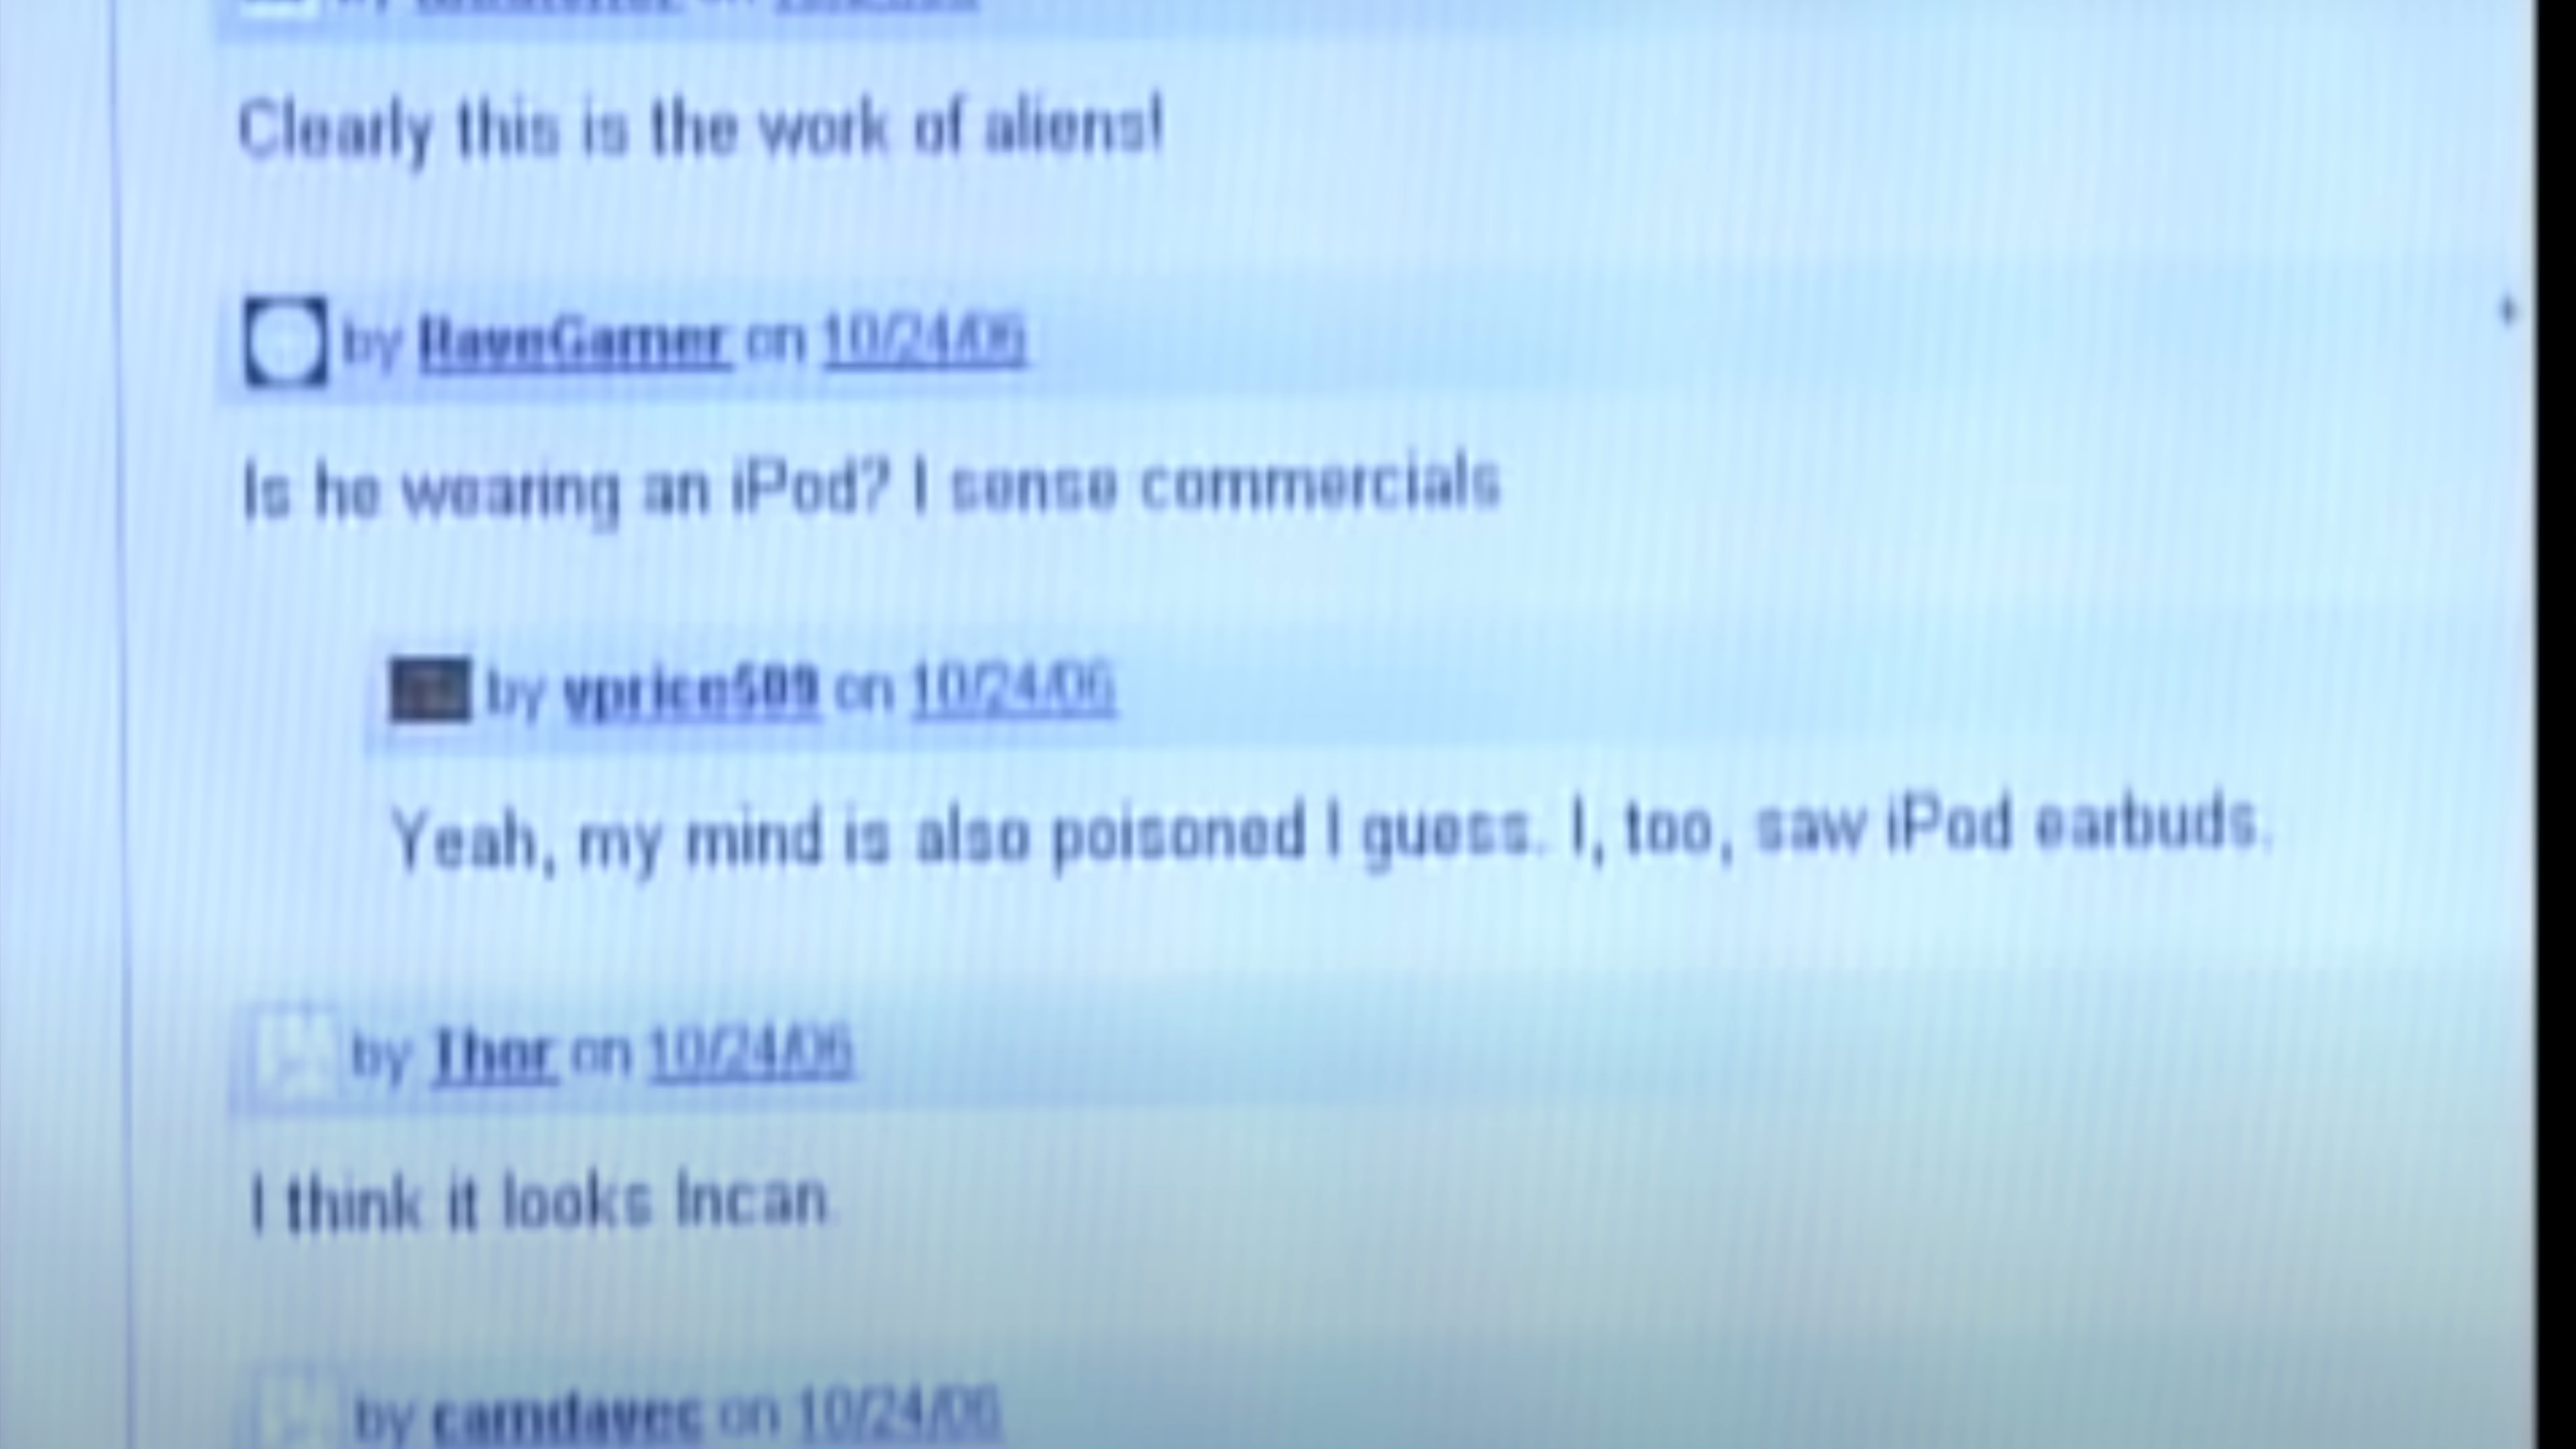 Clearly this is the work of aliens!
by RaveGamer on 10/24/06
Is he wearing an iPod? I sense commercials
by vprice509 on 10/24/06
Yeah, my mind is also poisoned I guess. I, too, saw iPod earbuds.
by Thor on 10/24/06
I think it looks Incan.
by camdavec on 10/24/06